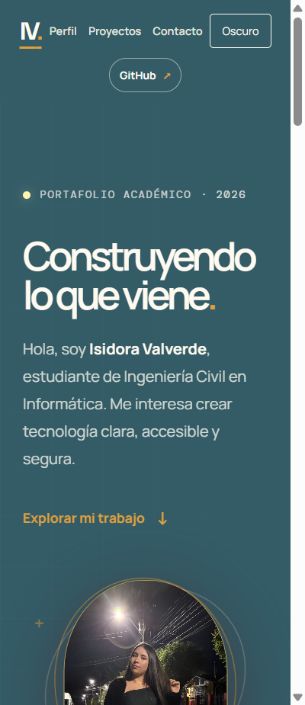 IV.
Perfil Proyectos Contacto Oscuro
GitHub ↗
PORTAFOLIO ACADÉMICO · 2026
Construyendo
lo que viene.
Hola, soy Isidora Valverde,
estudiante de Ingeniería Civil en
Informática. Me interesa crear
tecnología clara, accesible y
segura.
Explorar mi trabajo ↓